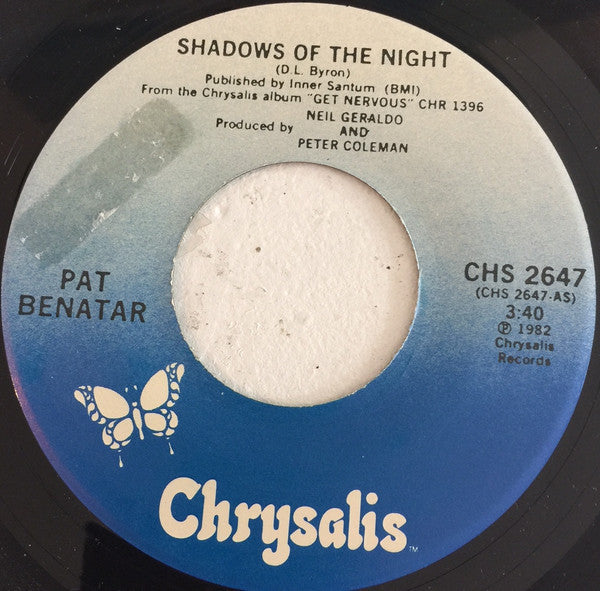 SHADOWS OF THE NIGHT
(D.L. Byron)
Published by Inner Santum (BMI)
From the Chrysalis album "GET NERVOUS" CHR 1396
Produced by NEIL GERALDO
AND
PETER COLEMAN
PAT
BENATAR
CHS 2647
(CHS 2647-AS)
3:40
℗ 1982
Chrysalis
Records
Chrysalis™